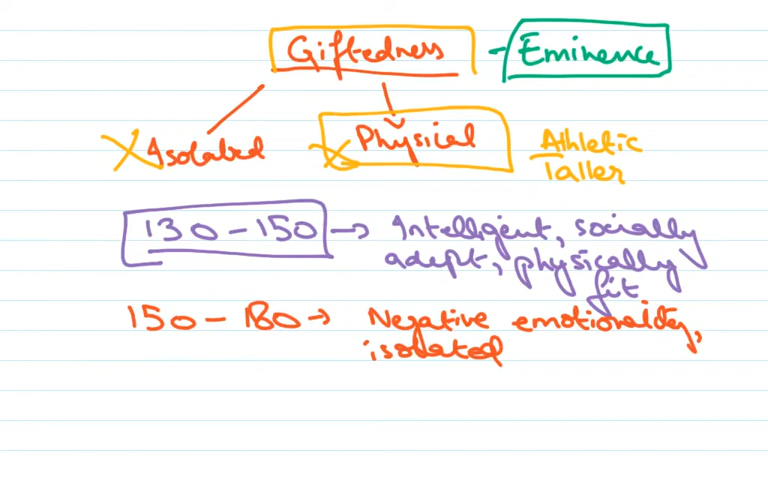 Giftedness - Eminence
Isolated Physical Athletic
Taller
130-150 → Intelligent, socially
adept, physically
fit
150-180 → Negative emotionality,
isolated